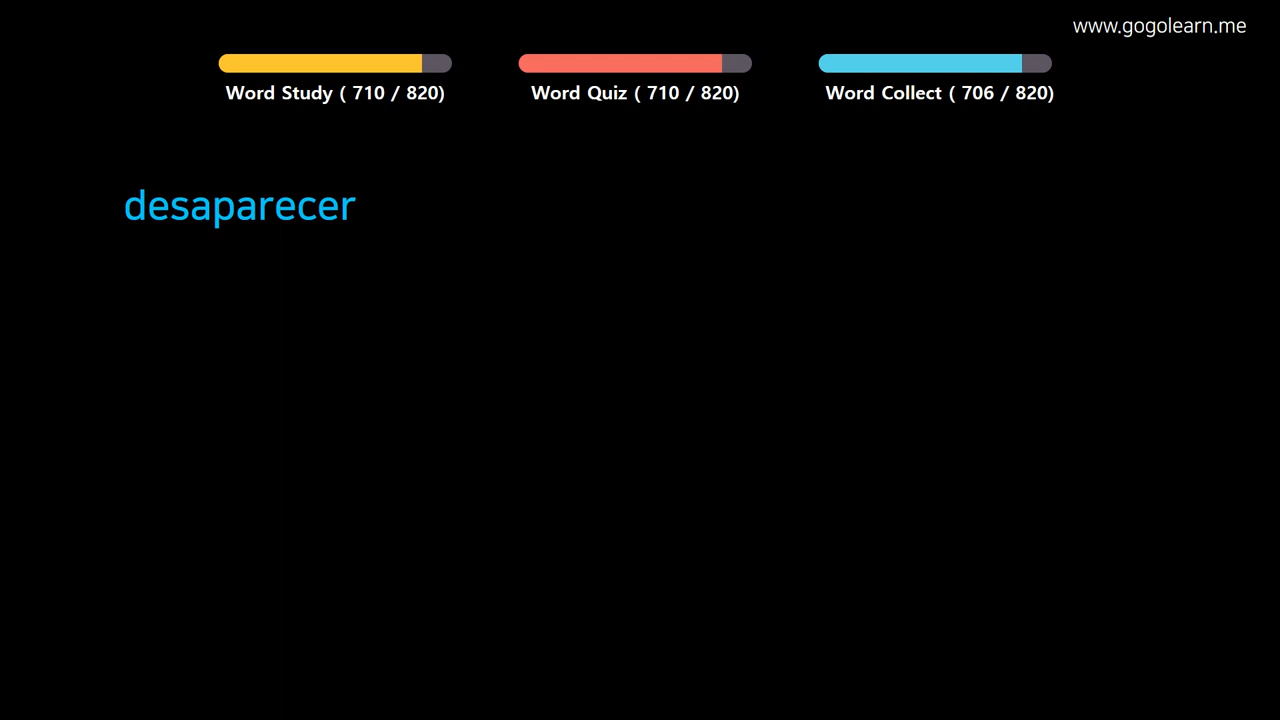 www.gogolearn.me
Word Study ( 710 / 820)
Word Quiz ( 710 / 820)
Word Collect ( 706 / 820)
desaparecer